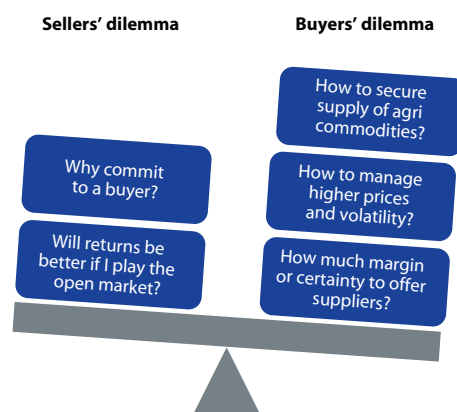 Sellers’ dilemma
Why commit
to a buyer?
Will returns be
better if I play the
open market?
Buyers’ dilemma
How to secure
supply of agri
commodities?
How to manage
higher prices
and volatility?
How much margin
or certainty to offer
suppliers?